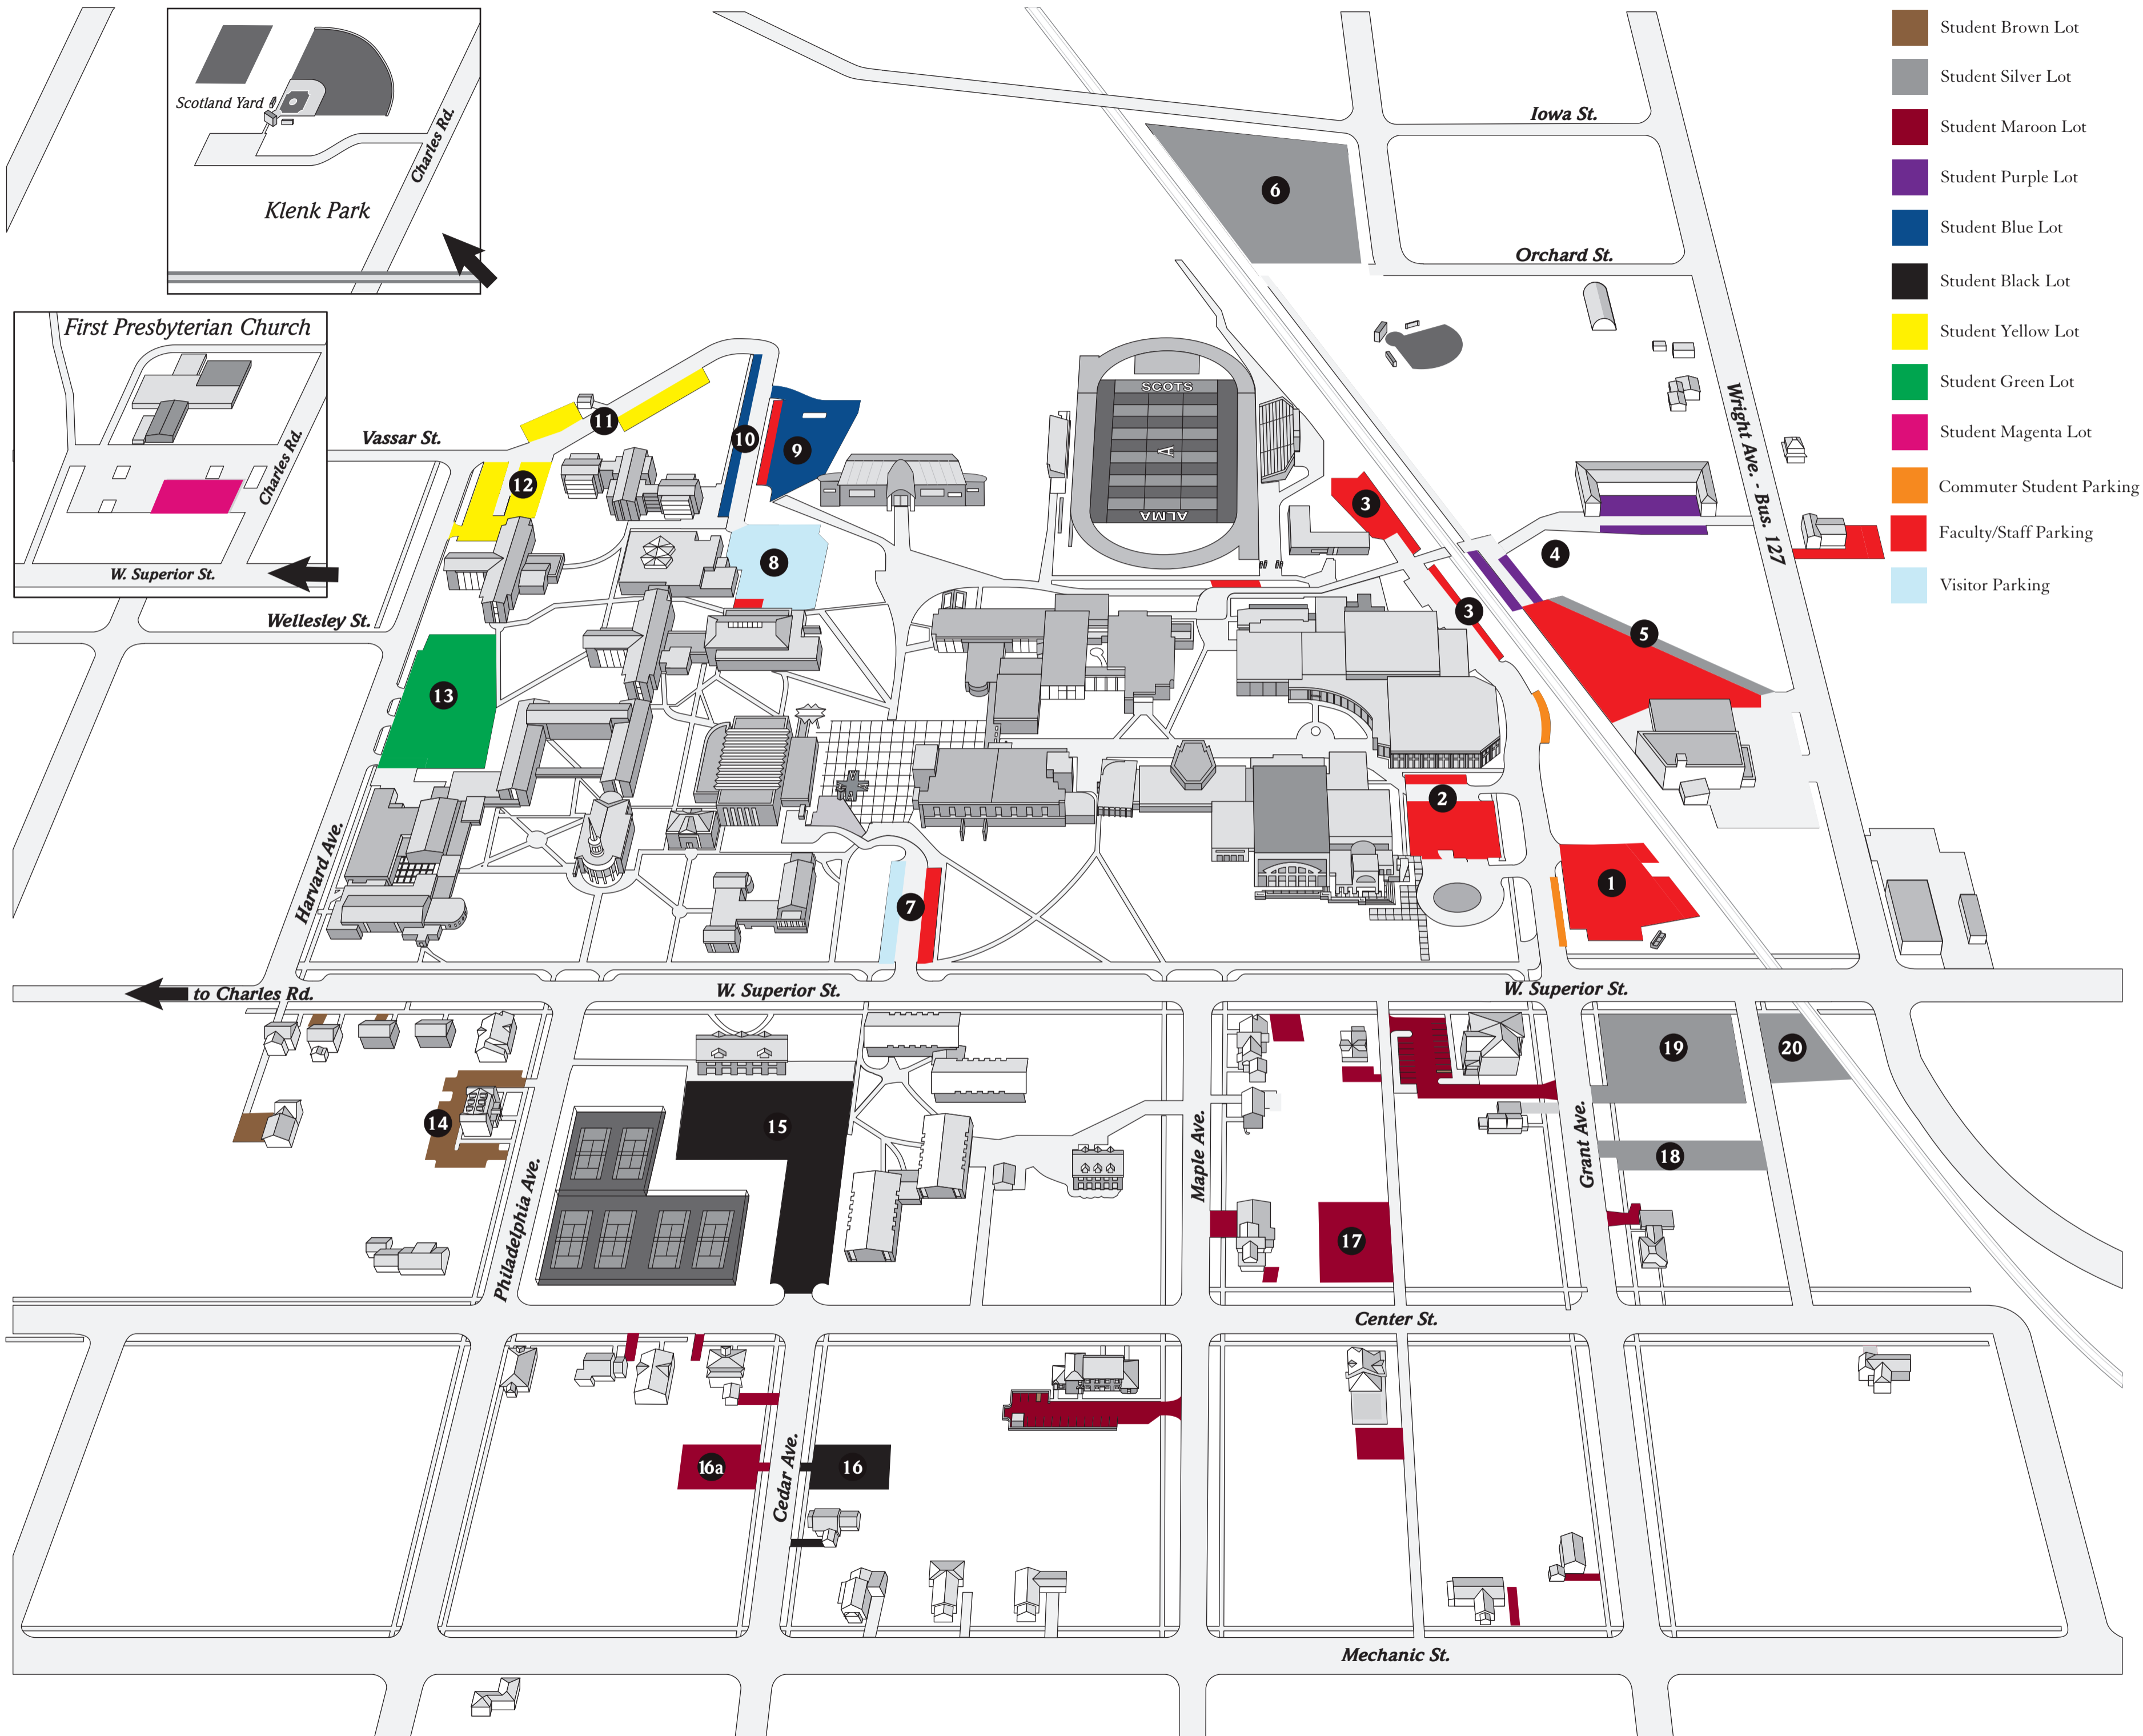 Scotland Yard
Charles Rd.
Klenk Park
First Presbyterian Church
Charles Rd.
W. Superior St.
Student Brown Lot
Student Silver Lot
Student Maroon Lot
Student Purple Lot
Student Blue Lot
Student Black Lot
Student Yellow Lot
Student Green Lot
Student Magenta Lot
Commuter Student Parking
Faculty/Staff Parking
Visitor Parking
Iowa St.
6
Orchard St.
Wright Ave. - Bus. 127
SCOTS
A
ALMA
Vassar St.
11
10
9
12
3
8
4
3
5
Wellesley St.
13
2
Harvard Ave.
1
7
to Charles Rd.
W. Superior St.
W. Superior St.
19
20
14
15
Maple Ave.
Grant Ave.
18
Philadelphia Ave.
17
Center St.
16a
16
Cedar Ave.
Mechanic St.